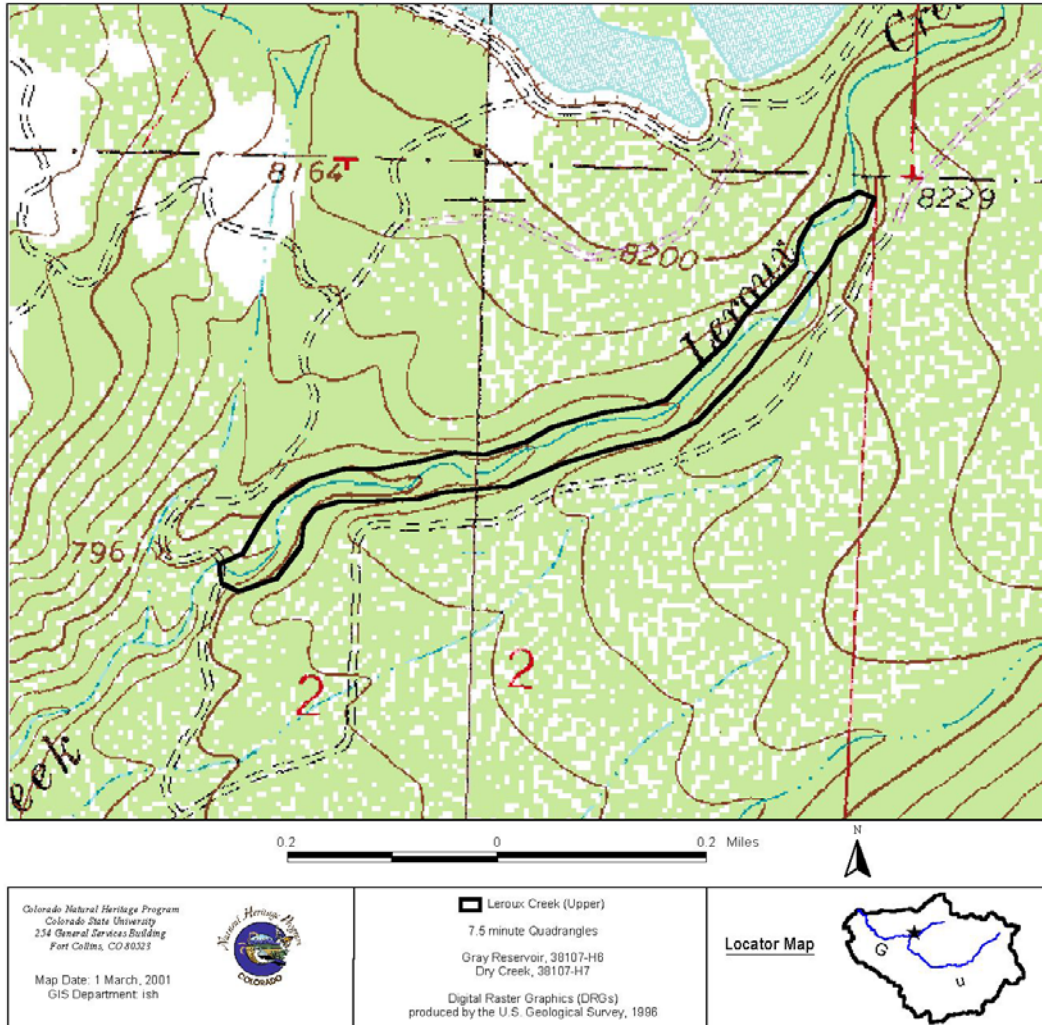 Cree
8164
8229
8200
Leroux
796
2
2
eek
0.2 0 0.2 Miles
N
Colorado Natural Heritage Program
Colorado State University
254 General Services Building
Fort Collins, CO 80523
Map Date: 1 March, 2001
GIS Department: ish
Natural Heritage Program
COLORADO
Leroux Creek (Upper)
7.5 minute Quadrangles
Gray Reservoir, 38107-H6
Dry Creek, 38107-H7
Digital Raster Graphics (DRGs)
produced by the U.S. Geological Survey, 1996
Locator Map
G
u